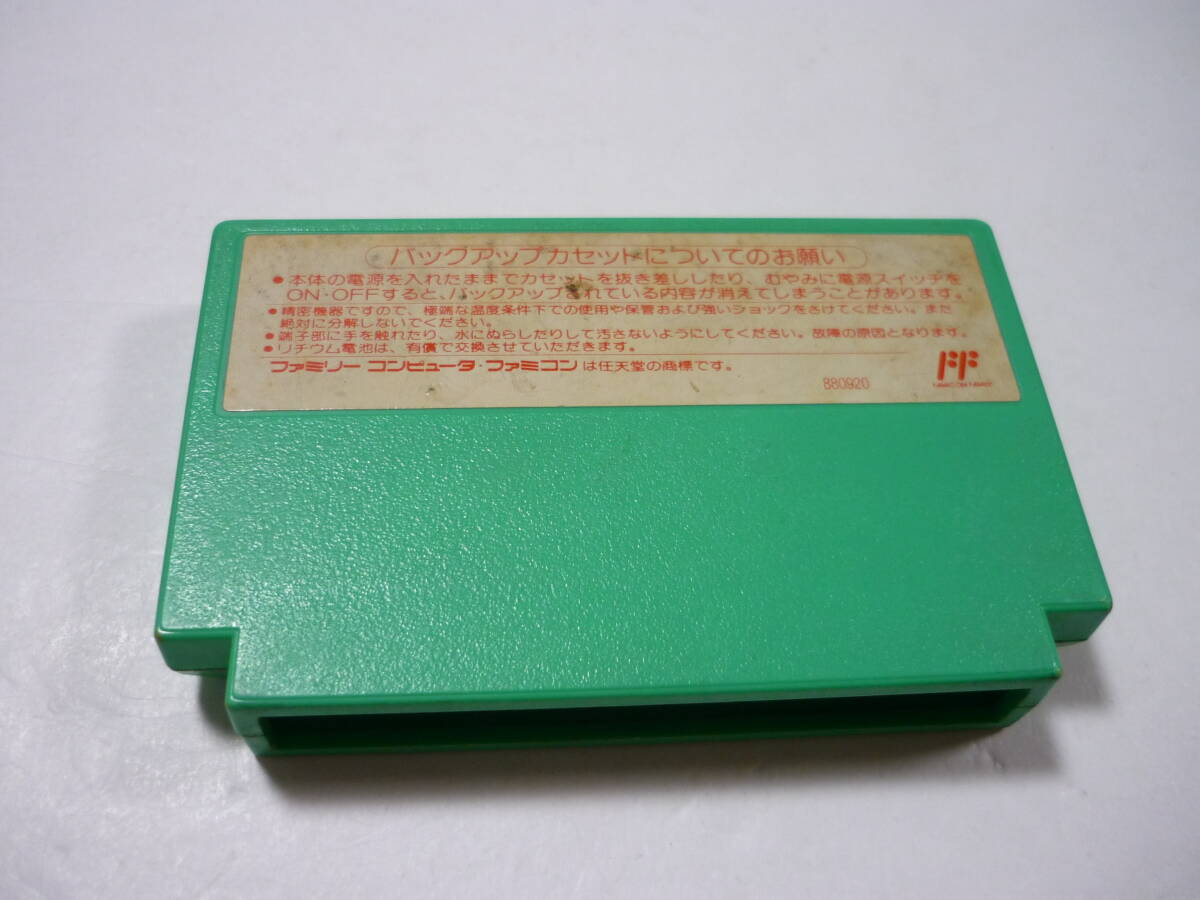 バックアップカセットについてのお願い
●本体の電源を入れたままでカセットを抜き差ししたり、むやみに電源スイッチを
ON・OFFすると、バックアップされている内容が消えてしまうことがあります。
●精密機器ですので、極端な温度条件下での使用や保管および強いショックをさけてください。また
絶対に分解しないでください。
●端子部に手を触れたり、水にぬらしたりして汚さないようにしてください。故障の原因となります。
●リチウム電池は、有償で交換させていただきます。
ファミリー コンピュータ・ファミコンは任天堂の商標です。
880920